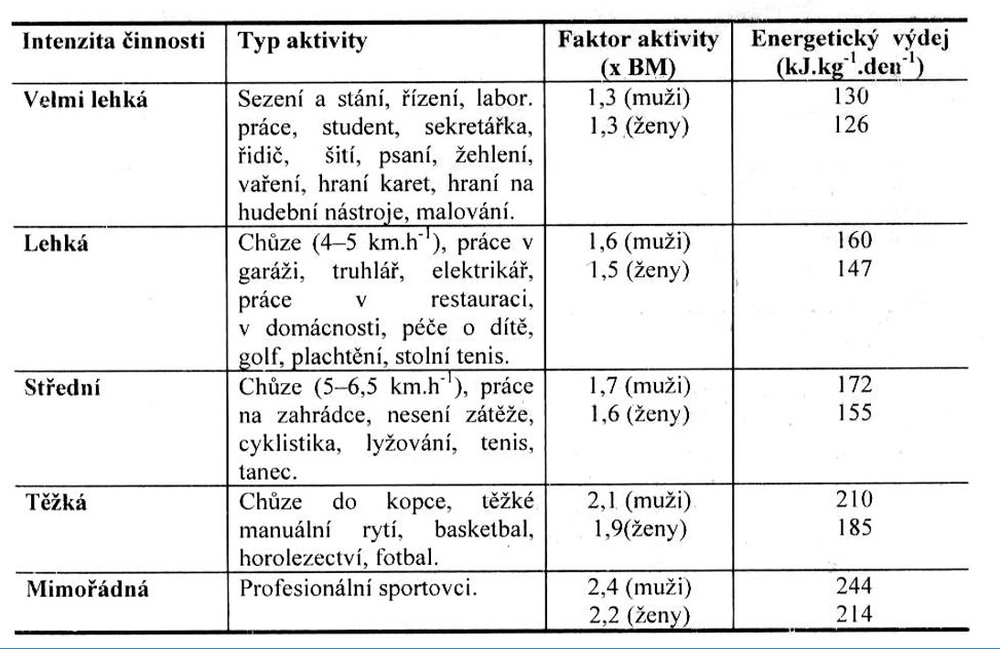 Intenzita činnosti Typ aktivity Faktor aktivity Energetický výdej
(x BM) (kJ.kg⁻¹.den⁻¹)
Velmi lehká Sezení a stání, řízení, labor. 1,3 (muži) 130
práce, student, sekretářka, 1,3 (ženy) 126
řidič, šití, psaní, žehlení,
vaření, hraní karet, hraní na
hudební nástroje, malování.
Lehká Chůze (4–5 km.h⁻¹), práce v 1,6 (muži) 160
garáži, truhlář, elektrikář, 1,5 (ženy) 147
práce v restauraci,
v domácnosti, péče o dítě,
golf, plachtění, stolní tenis.
Střední Chůze (5–6,5 km.h⁻¹), práce 1,7 (muži) 172
na zahrádce, nesení zátěže, 1,6 (ženy) 155
cyklistika, lyžování, tenis,
tanec.
Těžká Chůze do kopce, těžké 2,1 (muži) 210
manuální rytí, basketbal, 1,9(ženy) 185
horolezectví, fotbal.
Mimořádná Profesionální sportovci. 2,4 (muži) 244
2,2 (ženy) 214